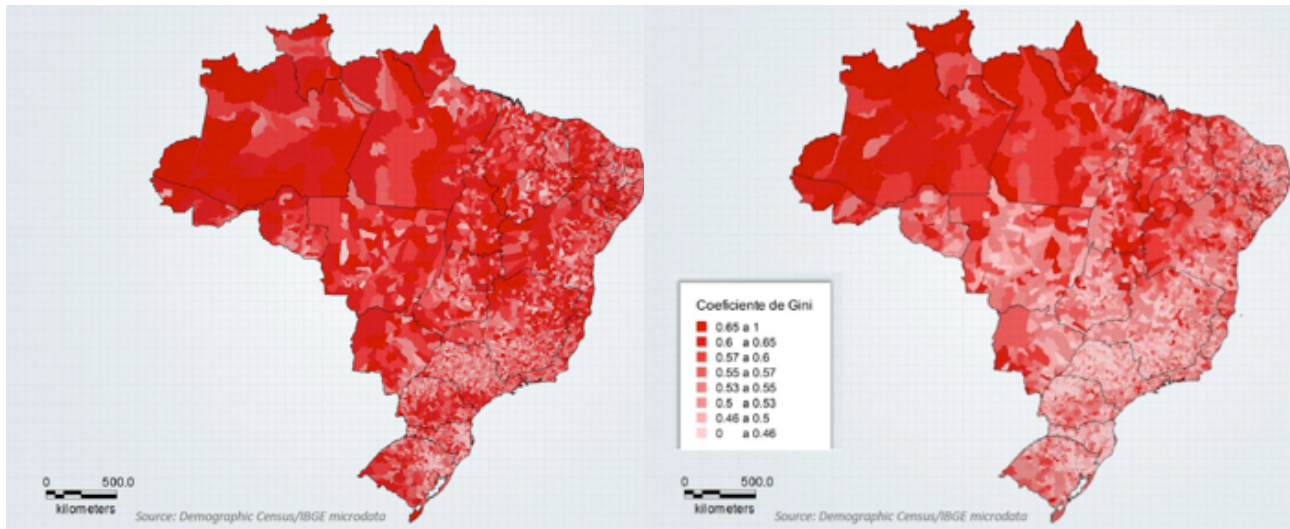 Coeficiente de Gini
0.65 a 1
0.6 a 0.65
0.57 a 0.6
0.55 a 0.57
0.53 a 0.55
0.5 a 0.53
0.46 a 0.5
0 a 0.46
0 500.0
kilometers
Source: Demographic Census/IBGE microdata
0 500.0
kilometers
Source: Demographic Census/IBGE microdata